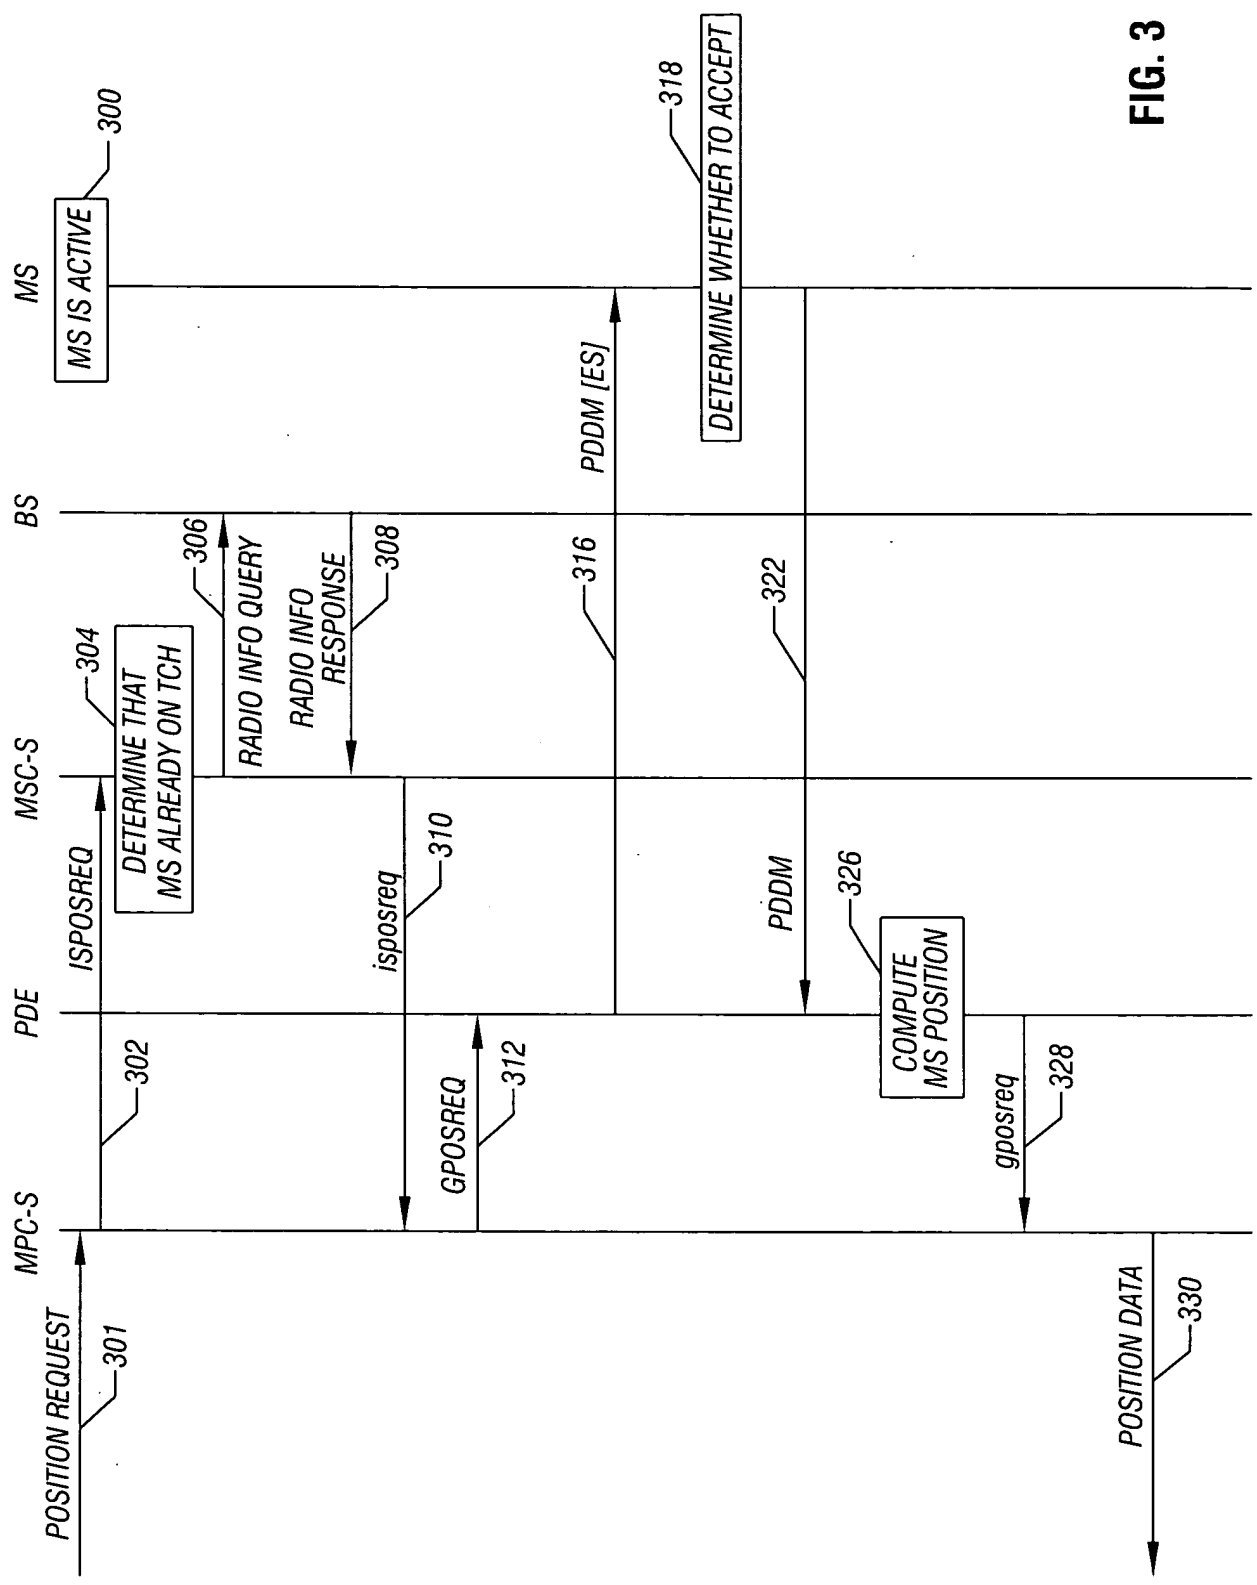 MPC-S
PDE
MSC-S
BS
MS
MS IS ACTIVE
300
POSITION REQUEST
301
ISPOSREQ
302
304
DETERMINE THAT
MS ALREADY ON TCH
306
RADIO INFO QUERY
RADIO INFO
RESPONSE
308
isposreq
310
GPOSREQ
312
PDDM [ES]
316
318
DETERMINE WHETHER TO ACCEPT
322
PDDM
326
COMPUTE
MS POSITION
gposreq
328
POSITION DATA
330
FIG. 3